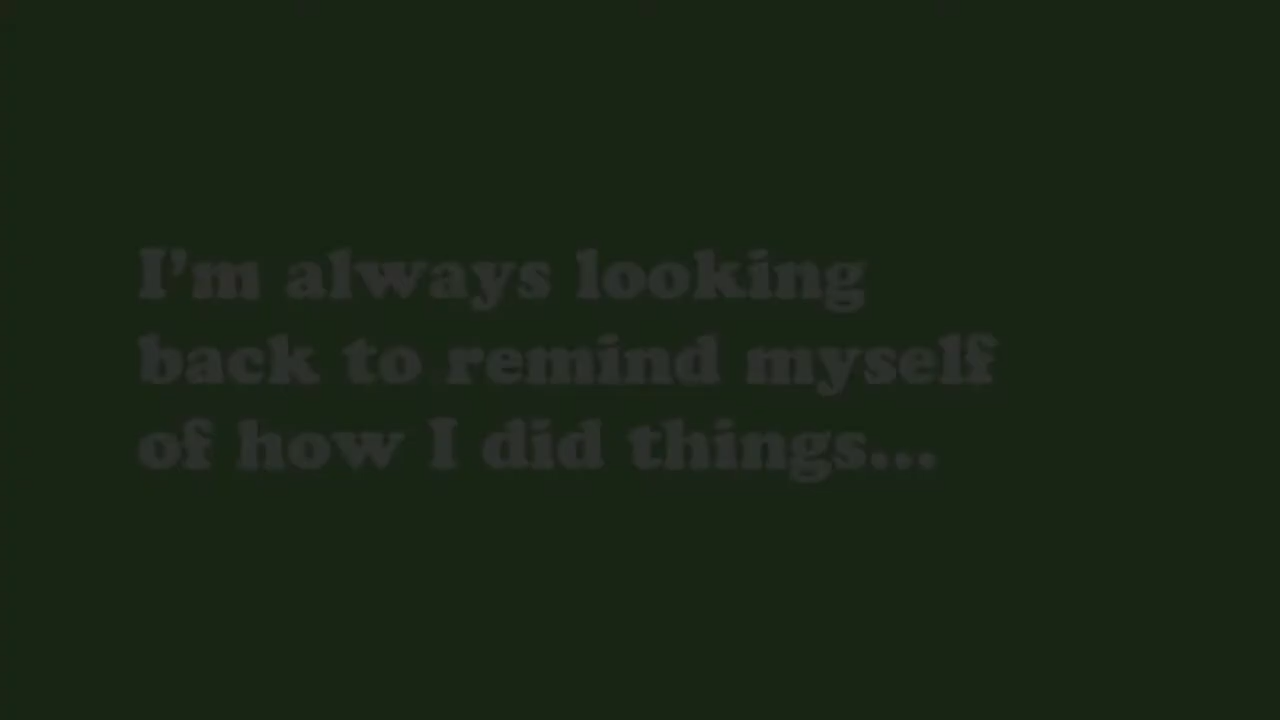 I'm always looking
back to remind myself
of how I did things...